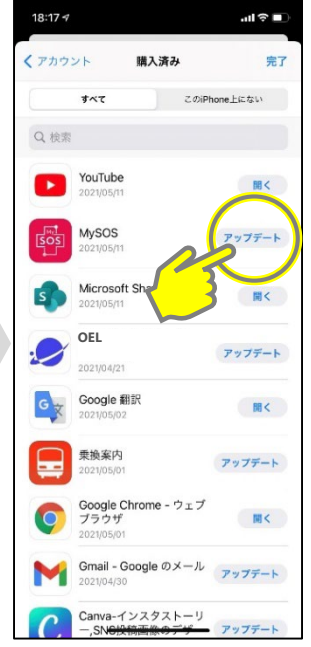 18:17
アカウント 購入済み 完了
すべて このiPhone上にない
検索
YouTube
2021/05/11
開く
My
SOS
MySOS
2021/05/11
アップデート
S
Microsoft Sha
2021/05/11
開く
OEL
2021/04/21
アップデート
G
文
Google 翻訳
2021/05/02
開く
乗換案内
2021/05/01
アップデート
Google Chrome - ウェブ
ブラウザ
2021/05/01
開く
Gmail - Google のメール
2021/04/30
アップデート
C
Canva-インスタストーリ
ー,SNS投稿画像のデザー
アップデート